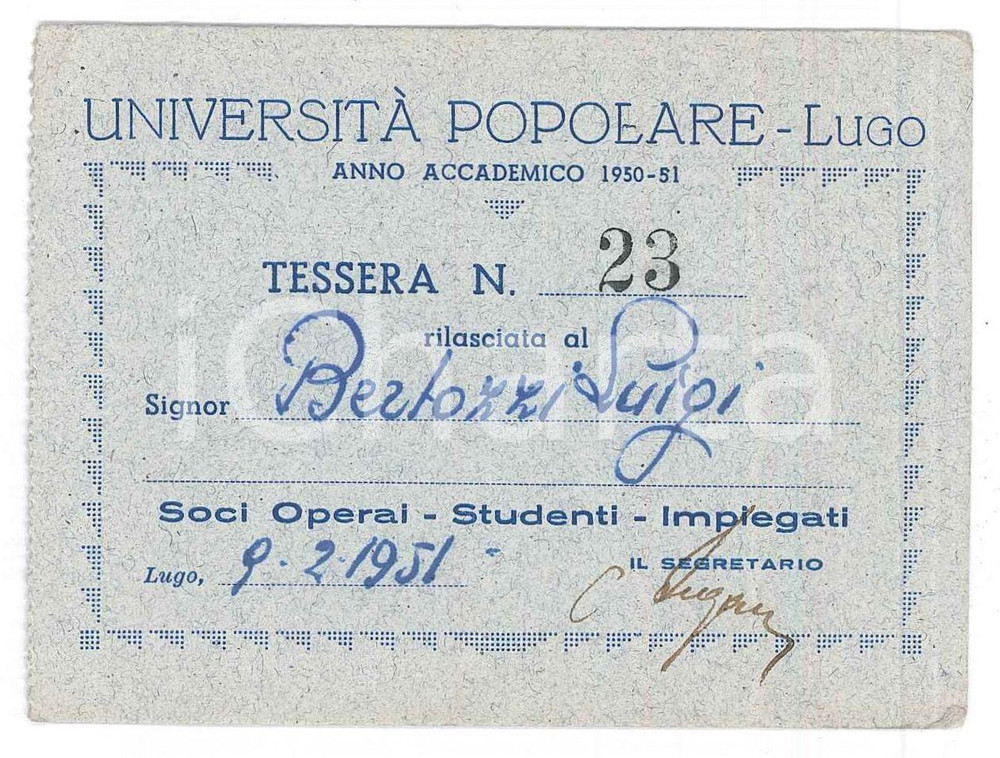 UNIVERSITÀ POPOLARE - LUGO
ANNO ACCADEMICO 1950-51
TESSERA N. 23
rilasciata al
Signor Bertozzi Luigi
iCharta
Soci Operai - Studenti - Impiegati
Lugo, 9.2.1951 -
IL SEGRETARIO